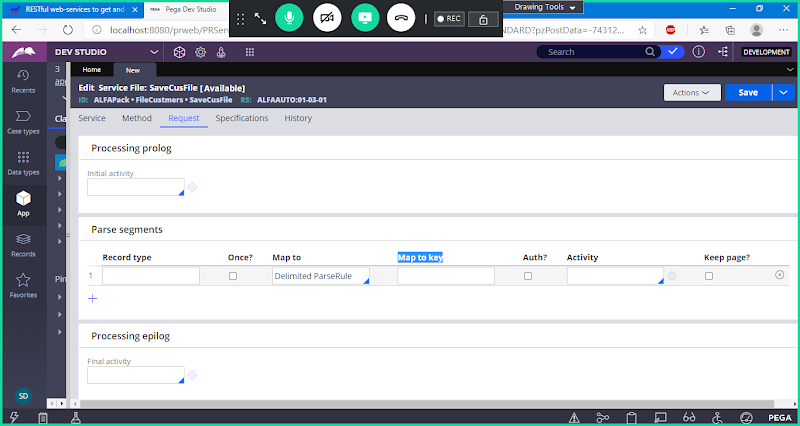 RESTful web-services to get and
Pega Dev Studio
REC
Drawing Tools
localhost:8080/prweb/PRServ
NDARD?pzPostData=-74312...
DEV STUDIO
Search
DEVELOPMENT
Home
New
3
app
Edit Service File: SaveCusFile [Available]
ID: ALFAPack • FileCustmers • SaveCusFile RS: ALFAAUTO:01-03-01
Actions
Save
Recents
Case types
Data types
App
Records
Favorites
SD
Cla
Pin
Service Method Request Specifications History
Processing prolog
Initial activity
Parse segments
Record type Once? Map to Map to key Auth? Activity Keep page?
1 Delimited ParseRule
Processing epilog
Final activity
PEGA